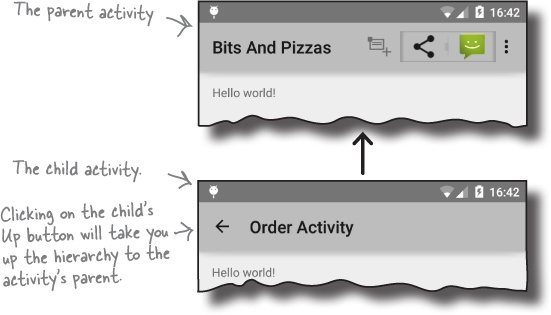 The parent activity
16:42
Bits And Pizzas
Hello world!
The child activity.
16:42
Clicking on the child's
Up button will take you
up the hierarchy to the
activity's parent.
Order Activity
Hello world!